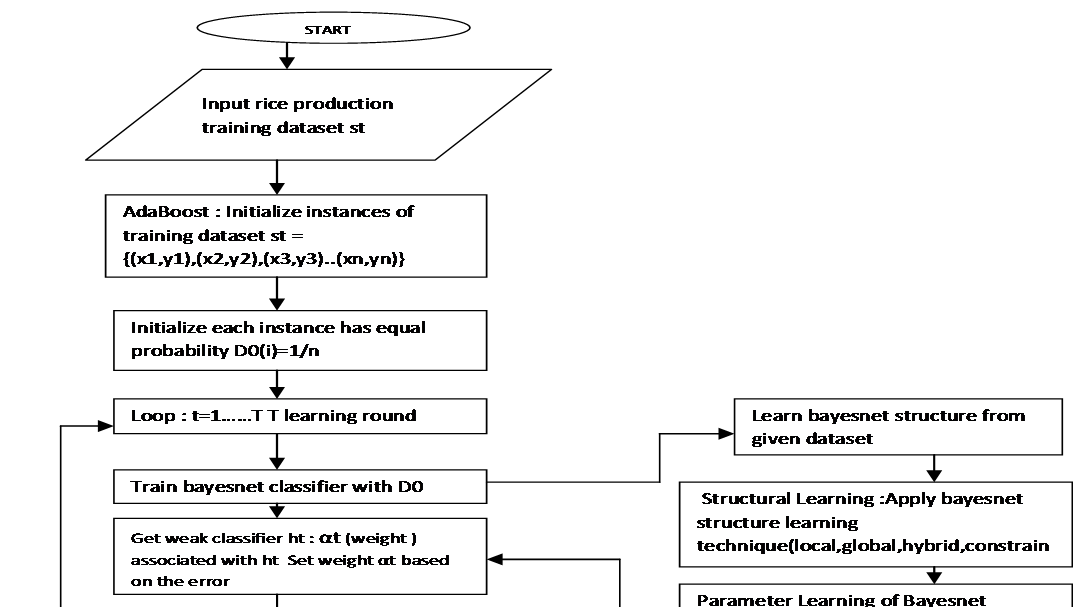 START
Input rice production
training dataset st
AdaBoost : Initialize instances of
training dataset st =
{(x1,y1),(x2,y2),(x3,y3)..(xn,yn)}
Initialize each instance has equal
probability D0(i)=1/n
Loop : t=1......T T learning round
Train bayesnet classifier with D0
Get weak classifier ht : αt (weight )
associated with ht Set weight αt based
on the error
Learn bayesnet structure from
given dataset
Structural Learning :Apply bayesnet
structure learning
technique(local,global,hybrid,constrain
Parameter Learning of Bayesnet